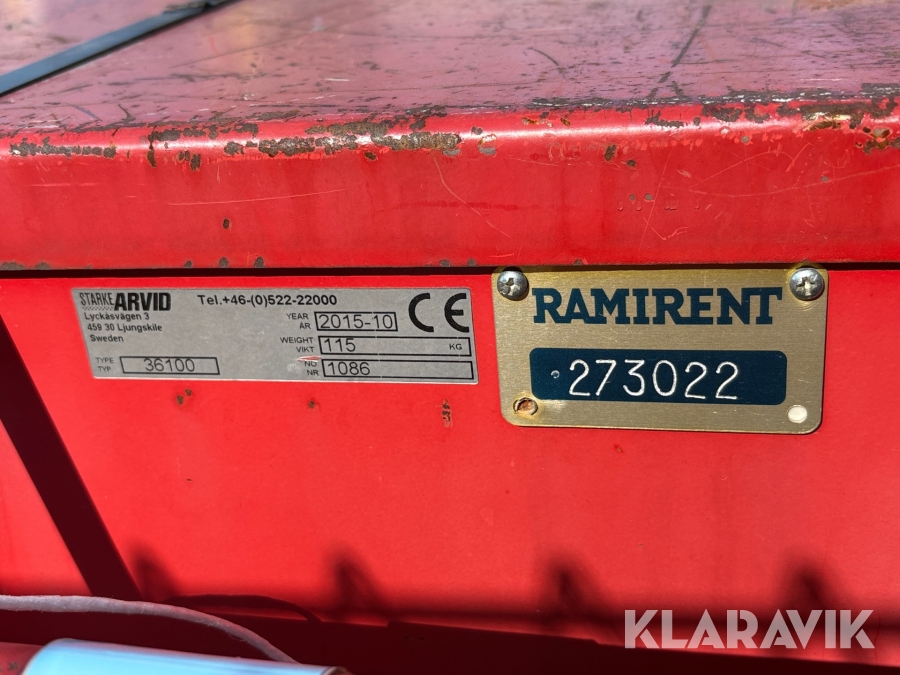 STARKE ARVID
Tel.+46-(0)522-22000
Lyckåsvägen 3
459 30 Ljungskile
Sweden
YEAR
ÅR 2015-10
CE
WEIGHT
VIKT 115 KG
TYPE
TYP 36100
NO
NR 1086
RAMIRENT
273022
KLARAVIK